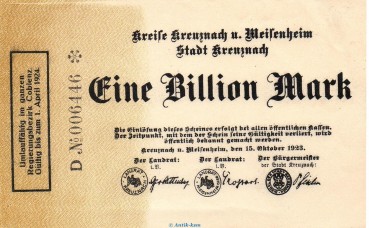 Kreise Kreuznach u. Meisenheim
Stadt Kreuznach
Eine Billion Mark
Die Einlösung dieses Scheines erfolgt bei allen öffentlichen Kassen.
Der Zeitpunkt, mit dem der Schein seine Gültigkeit verliert, wird
öffentlich bekannt gemacht werden.
Kreuznach u. Meisenheim, den 15. Oktober 1923.
Der Landrat: Der Landrat: Der Bürgermeister
i.V. i.V. der Stadt Kreuznach:
Umlauffähig im ganzen
Regierungsbezirk Coblenz.
Gültig bis zum 1. April 1924.
D № 006446 *
© Antik-kma